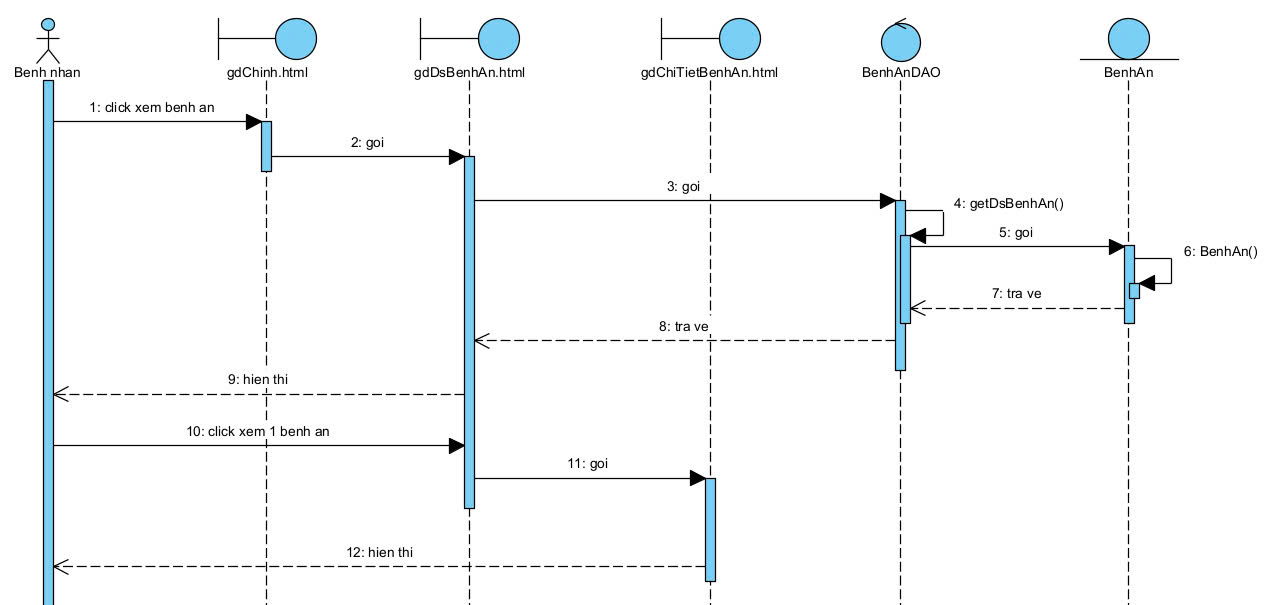 Benh nhan
gdChinh.html
gdDsBenhAn.html
gdChiTietBenhAn.html
BenhAnDAO
BenhAn
1: click xem benh an
2: goi
3: goi
4: getDsBenhAn()
5: goi
6: BenhAn()
7: tra ve
8: tra ve
9: hien thi
10: click xem 1 benh an
11: goi
12: hien thi